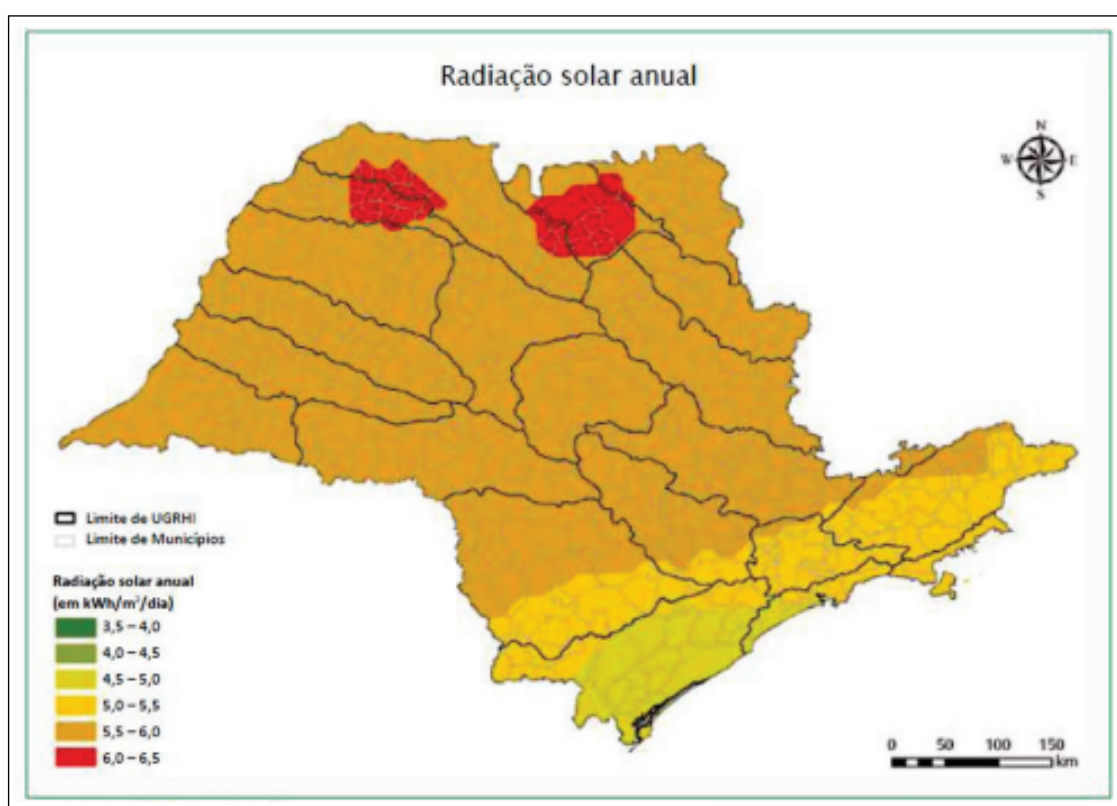 Radiação solar anual
N
W E
S
Limite de UGRHI
Limite de Municípios
Radiação solar anual
(em kWh/m²/dia)
3,5 – 4,0
4,0 – 4,5
4,5 – 5,0
5,0 – 5,5
5,5 – 6,0
6,0 – 6,5
0 50 100 150
km